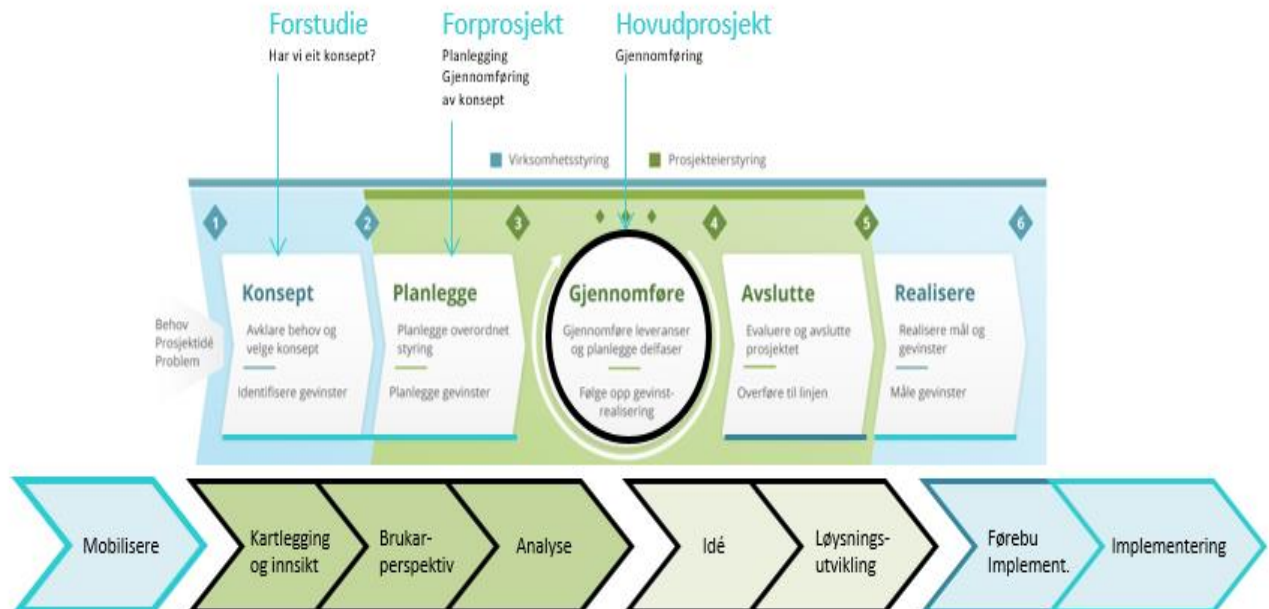 Forstudie
Har vi eit konsept?
Forprosjekt
Planlegging
Gjennomføring
av konsept
Hovudprosjekt
Gjennomføring
Virksomhetsstyring
Prosjekteierstyring
1
2
3
4
5
6
Behov
Prosjektidé
Problem
Konsept
Avklare behov og
velge konsept
Identifisere gevinster
Planlegge
Planlegge overordnet
styring
Planlegge gevinster
Gjennomføre
Gjennomføre leveranser
og planlegge delfaser
Følge opp gevinst-
realisering
Avslutte
Evaluere og avslutte
prosjektet
Overføre til linjen
Realisere
Realisere mål og
gevinster
Måle gevinster
Mobilisere
Kartlegging
og innsikt
Brukar-
perspektiv
Analyse
Idé
Løysnings-
utvikling
Førebu
Implement.
Implementering